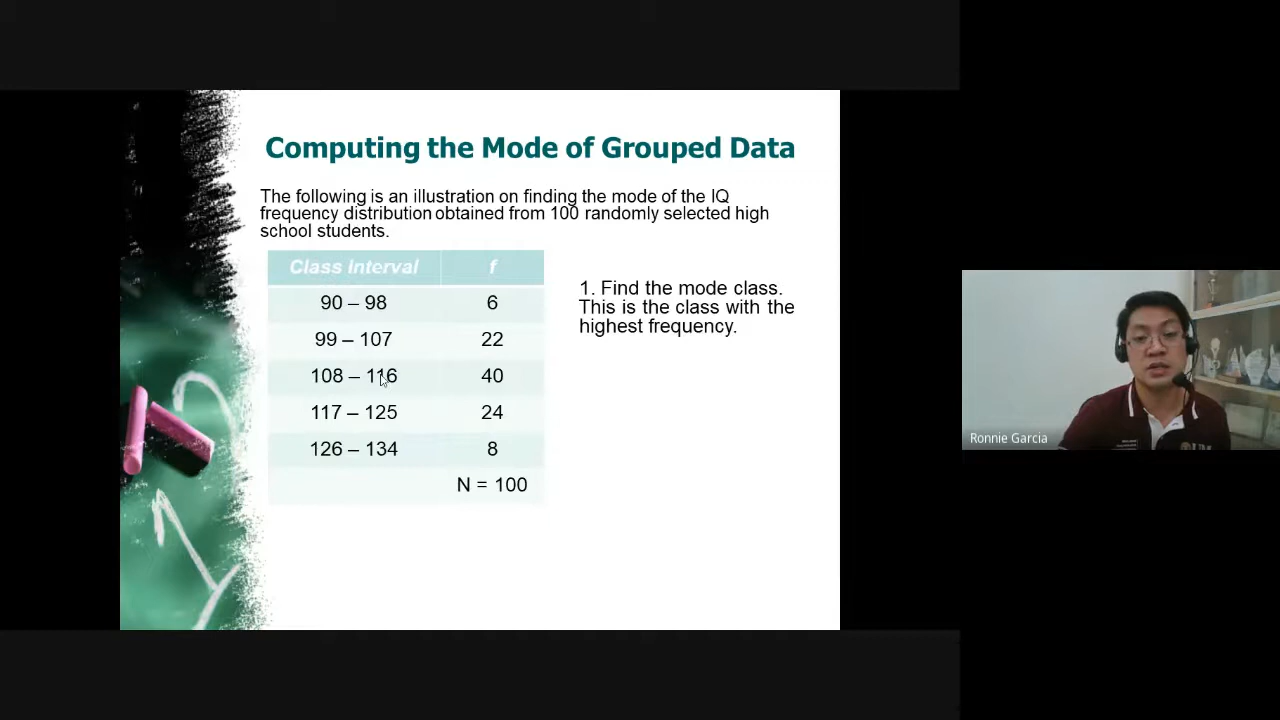 Computing the Mode of Grouped Data
The following is an illustration on finding the mode of the IQ
frequency distribution obtained from 100 randomly selected high
school students.
Class Interval f
90 – 98 6
99 – 107 22
108 – 116 40
117 – 125 24
126 – 134 8
N = 100
1. Find the mode class.
This is the class with the
highest frequency.
Ronnie Garcia